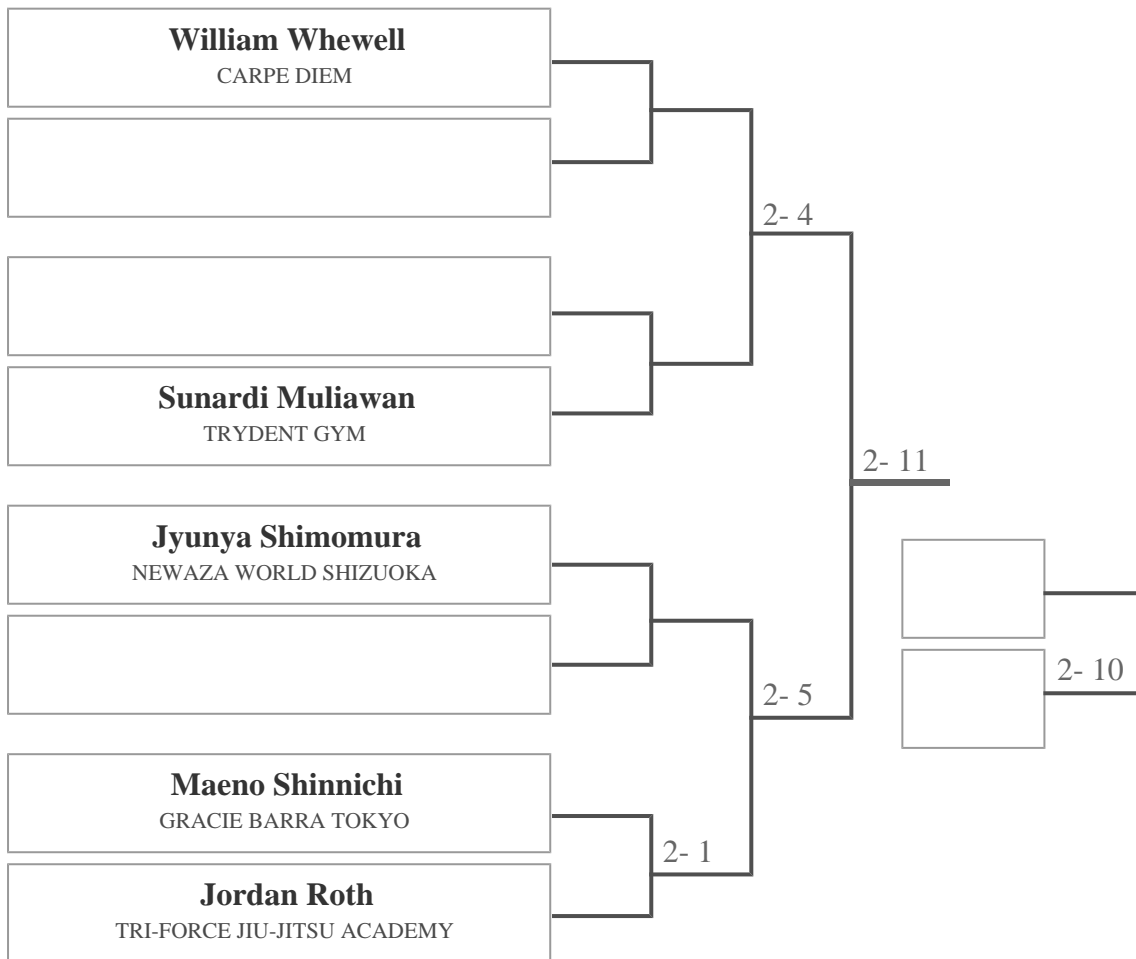 William Whewell
CARPE DIEM
2- 4
Sunardi Muliawan
TRYDENT GYM
2- 11
Jyunya Shimomura
NEWAZA WORLD SHIZUOKA
2- 10
2- 5
Maeno Shinnichi
GRACIE BARRA TOKYO
2- 1
Jordan Roth
TRI-FORCE JIU-JITSU ACADEMY